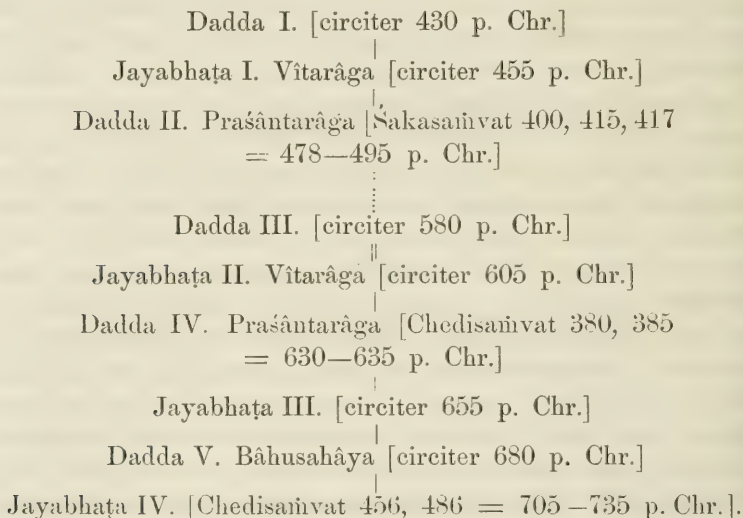 Dadda I. [circiter 430 p. Chr.]
Jayabhaṭa I. Vîtarâga [circiter 455 p. Chr.]
Dadda II. Praśântarâga [Śakasaṁvat 400, 415, 417
= 478—495 p. Chr.]
Dadda III. [circiter 580 p. Chr.]
Jayabhaṭa II. Vîtarâga [circiter 605 p. Chr.]
Dadda IV. Praśântarâga [Chedisaṁvat 380, 385
= 630—635 p. Chr.]
Jayabhaṭa III. [circiter 655 p. Chr.]
Dadda V. Bâhusahâya [circiter 680 p. Chr.]
Jayabhaṭa IV. [Chedisaṁvat 456, 486 = 705–735 p. Chr.].